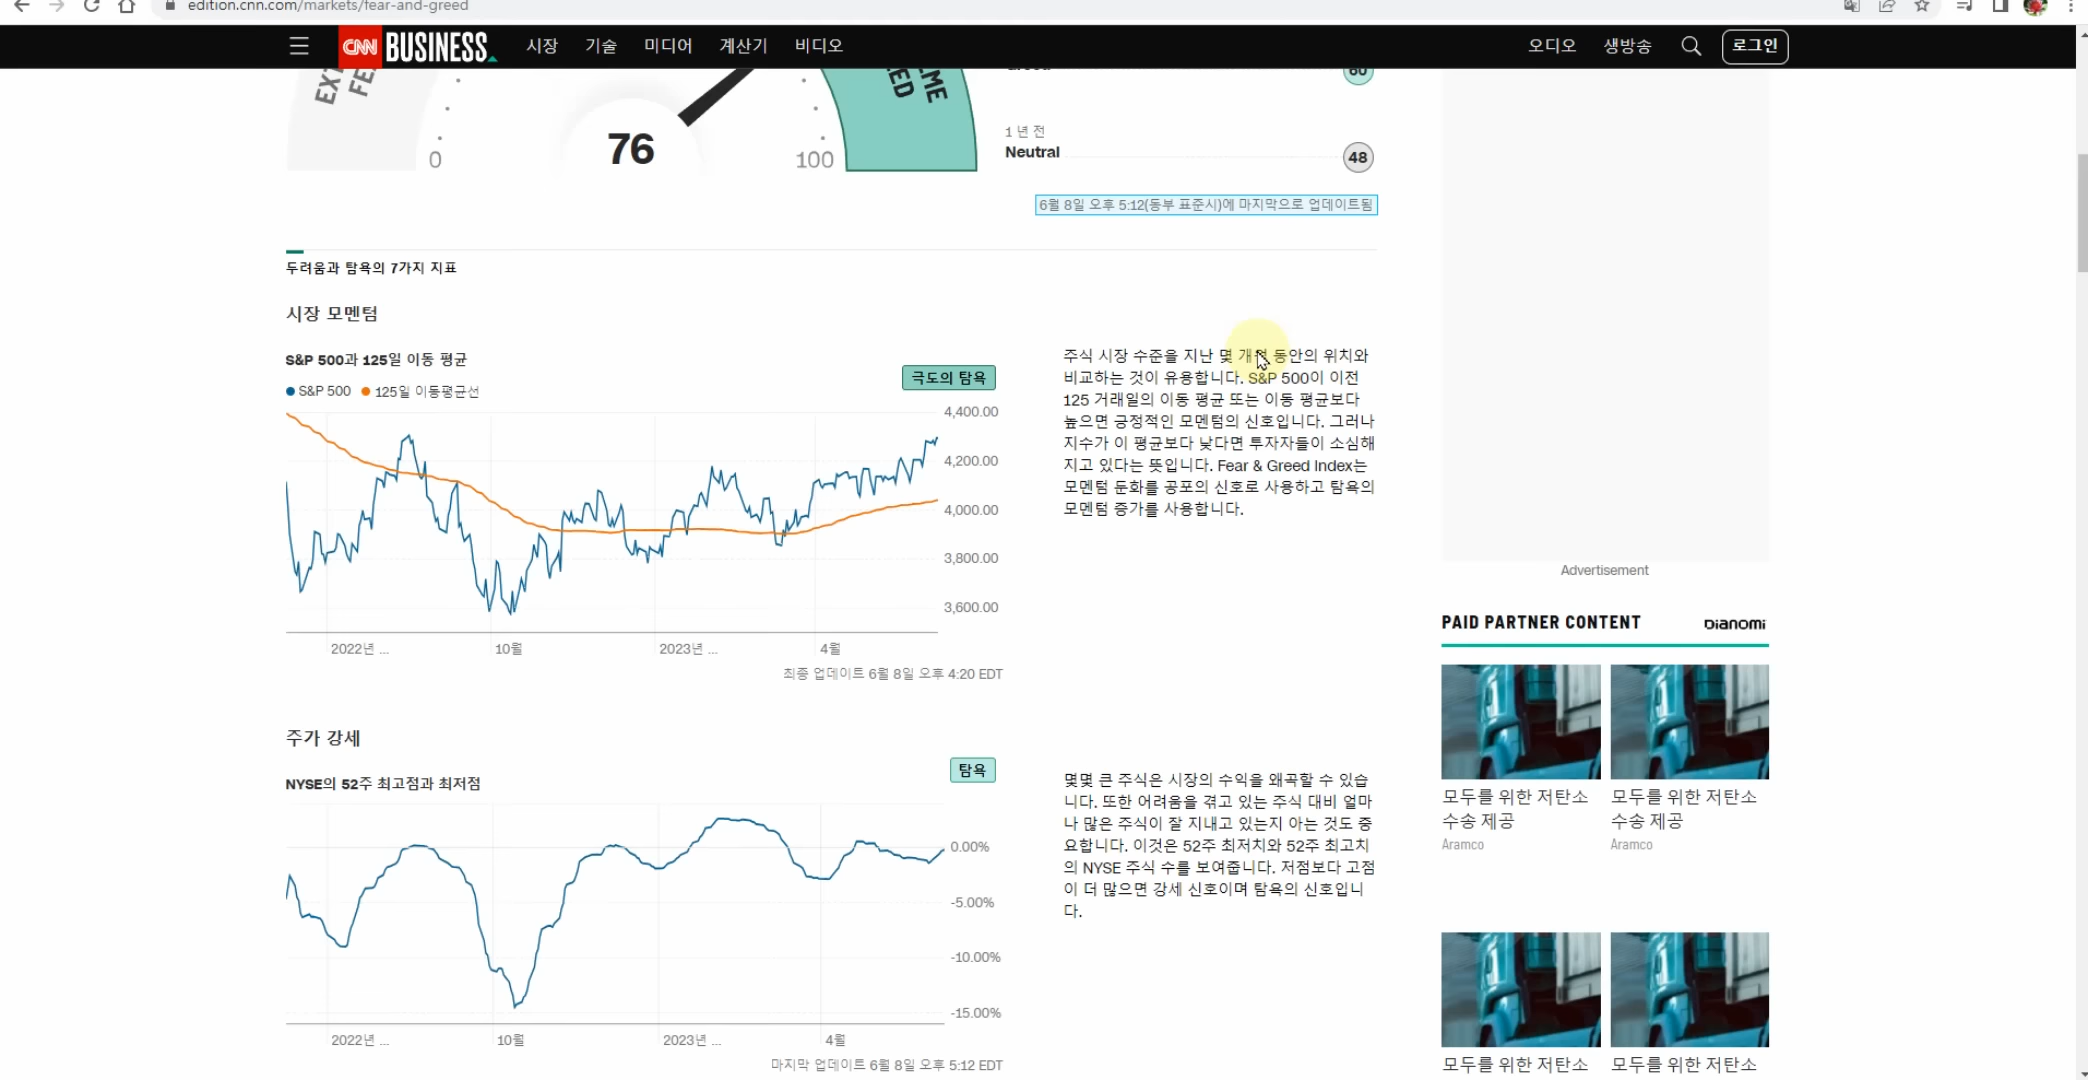 edition.cnn.com/markets/fear-and-greed
CNN BUSINESS
시장 기술 미디어 계산기 비디오
오디오 생방송 로그인
76
0
100
60
1 년 전
Neutral
48
6월 8일 오후 5:12(동부 표준시)에 마지막으로 업데이트됨
두려움과 탐욕의 7가지 지표
시장 모멘텀
S&P 500과 125일 이동 평균
극도의 탐욕
S&P 500 125일 이동평균선
4,400.00
4,200.00
4,000.00
3,800.00
3,600.00
2022년 ... 10월 2023년 ... 4월
최종 업데이트 6월 8일 오후 4:20 EDT
주식 시장 수준을 지난 몇 개월 동안의 위치와
비교하는 것이 유용합니다. S&P 500이 이전
125 거래일의 이동 평균 또는 이동 평균보다
높으면 긍정적인 모멘텀의 신호입니다. 그러나
지수가 이 평균보다 낮다면 투자자들이 소심해
지고 있다는 뜻입니다. Fear & Greed Index는
모멘텀 둔화를 공포의 신호로 사용하고 탐욕의
모멘텀 증가를 사용합니다.
주가 강세
NYSE의 52주 최고점과 최저점
탐욕
0.00%
-5.00%
-10.00%
-15.00%
2022년 ... 10월 2023년 ... 4월
마지막 업데이트 6월 8일 오후 5:12 EDT
몇몇 큰 주식은 시장의 수익을 왜곡할 수 있습
니다. 또한 어려움을 겪고 있는 주식 대비 얼마
나 많은 주식이 잘 지내고 있는지 아는 것도 중
요합니다. 이것은 52주 최저치와 52주 최고치
의 NYSE 주식 수를 보여줍니다. 저점보다 고점
이 더 많으면 강세 신호이며 탐욕의 신호입니
다.
Advertisement
PAID PARTNER CONTENT
DIANOMI
모두를 위한 저탄소
수송 제공
Aramco
모두를 위한 저탄소
수송 제공
Aramco
모두를 위한 저탄소
모두를 위한 저탄소